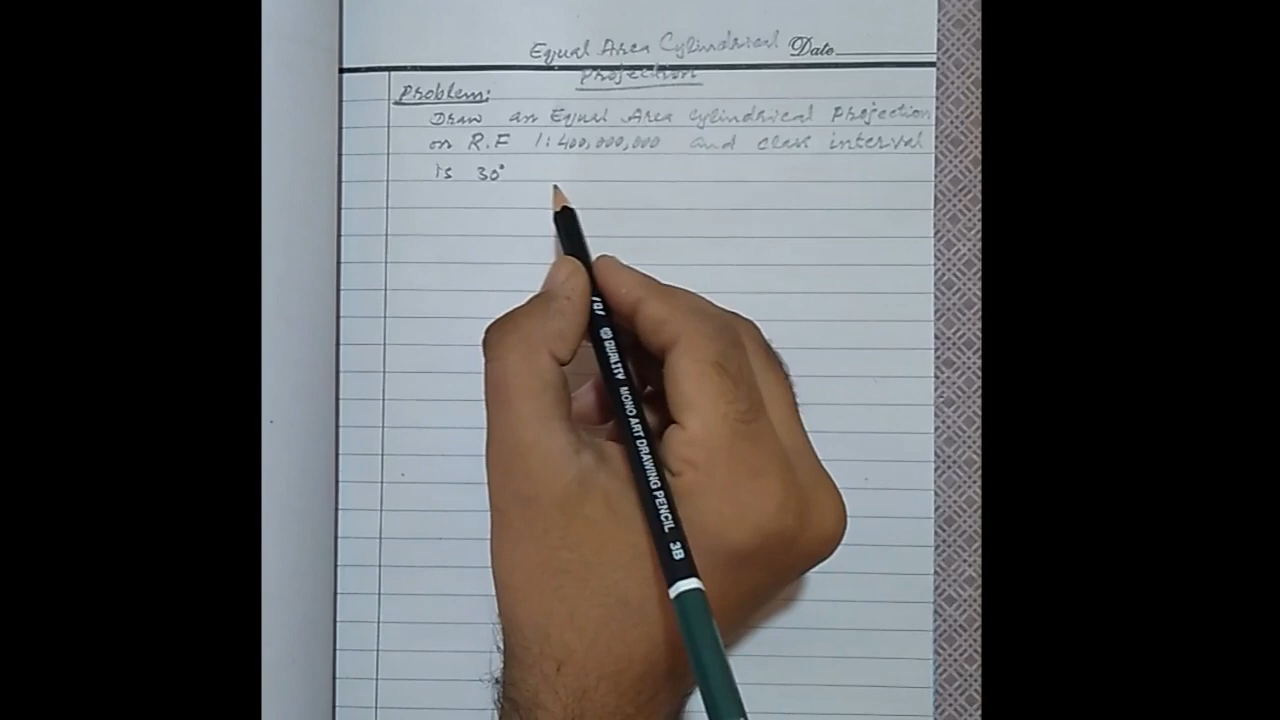 Equal Area Cylindrical
Date
Projection
Problem:
Draw an Equal Area Cylindrical Projection
on R.F 1:400,000,000 and class interval
is 30°
QUALITY MONO ART DRAWING PENCIL 3B